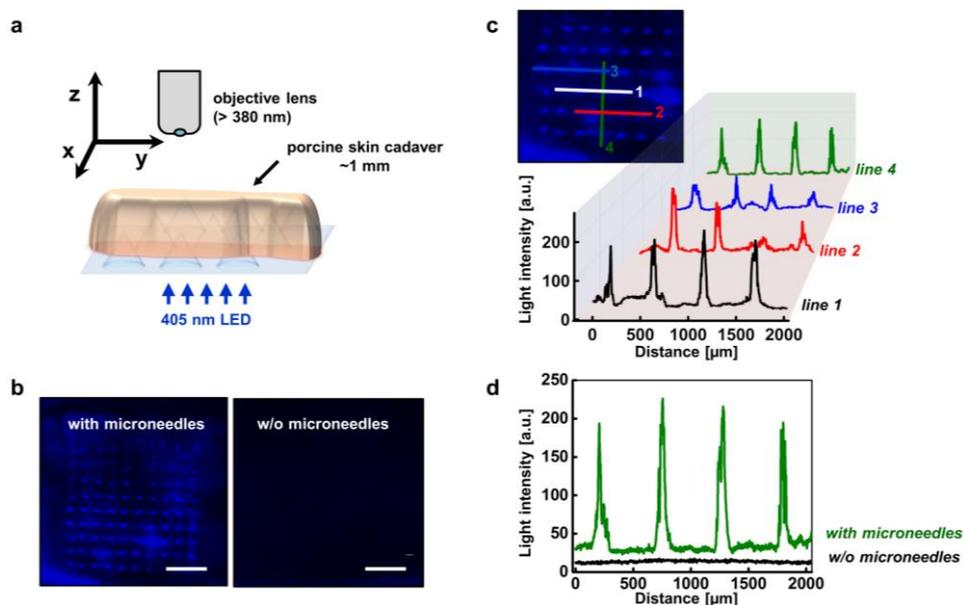 a
z
x
y
objective lens
(> 380 nm)
porcine skin cadaver
~1 mm
405 nm LED
b
with microneedles
w/o microneedles
c
3
1
2
4
line 4
line 3
line 2
line 1
Light intensity [a.u.]
200
100
50
0
0 500 1000 1500 2000
Distance [µm]
d
Light intensity [a.u.]
250
200
150
100
50
0
0 500 1000 1500 2000
Distance [µm]
with microneedles
w/o microneedles